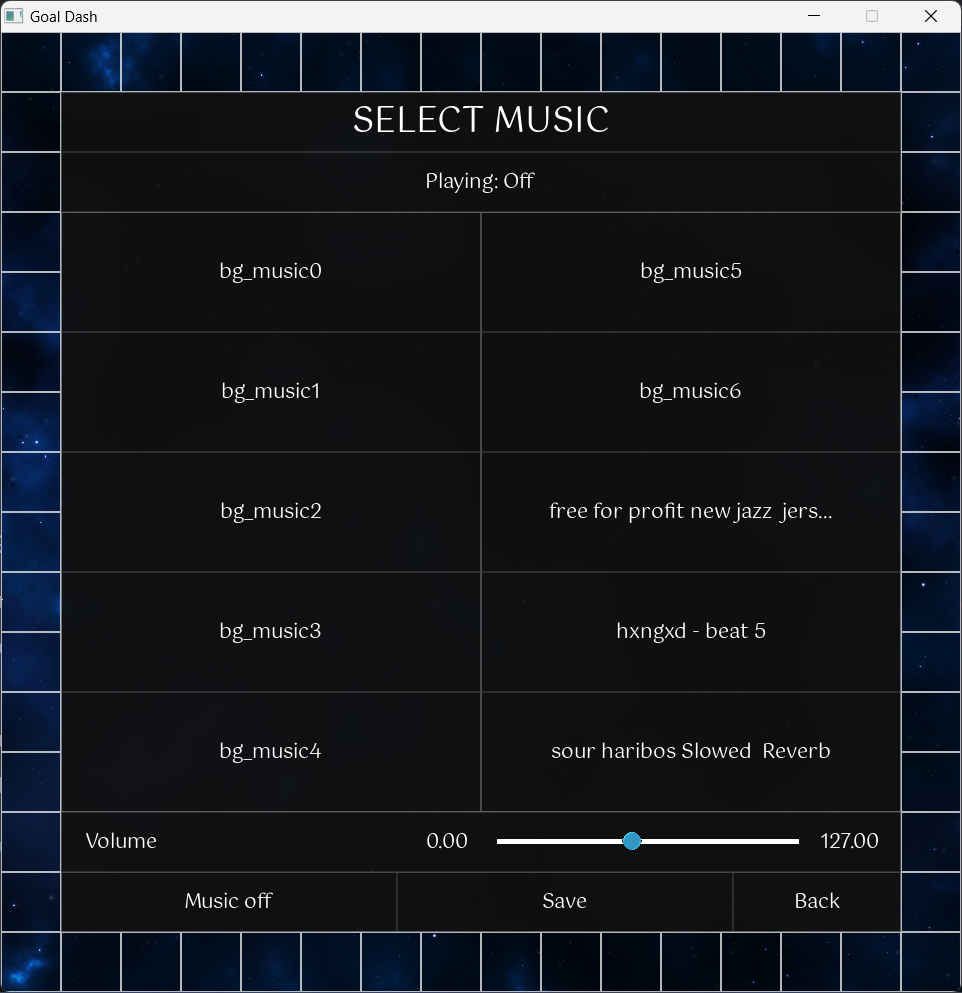 Goal Dash
SELECT MUSIC
Playing: Off
bg_music0
bg_music5
bg_music1
bg_music6
bg_music2
free for profit new jazz  jers...
bg_music3
hxngxd - beat 5
bg_music4
sour haribos Slowed  Reverb
Volume 0.00 127.00
Music off Save Back